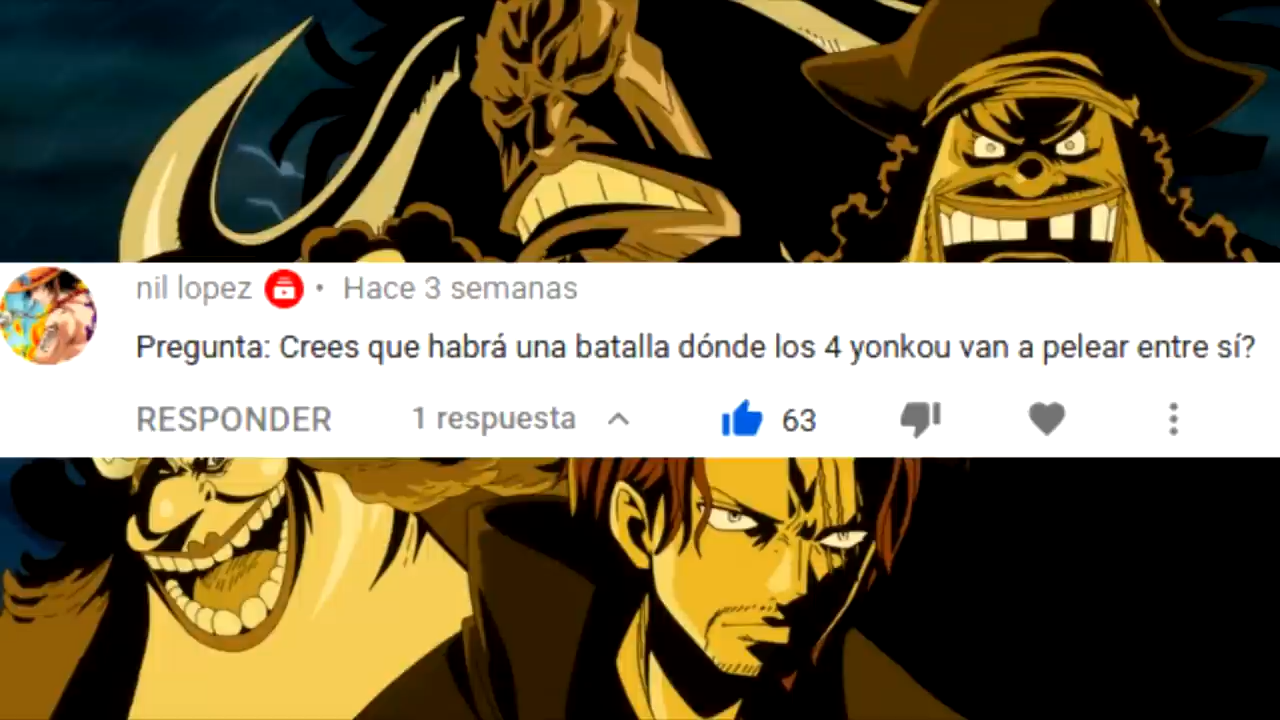 nil lopez • Hace 3 semanas
Pregunta: Crees que habrá una batalla dónde los 4 yonkou van a pelear entre sí?
RESPONDER 1 respuesta 63